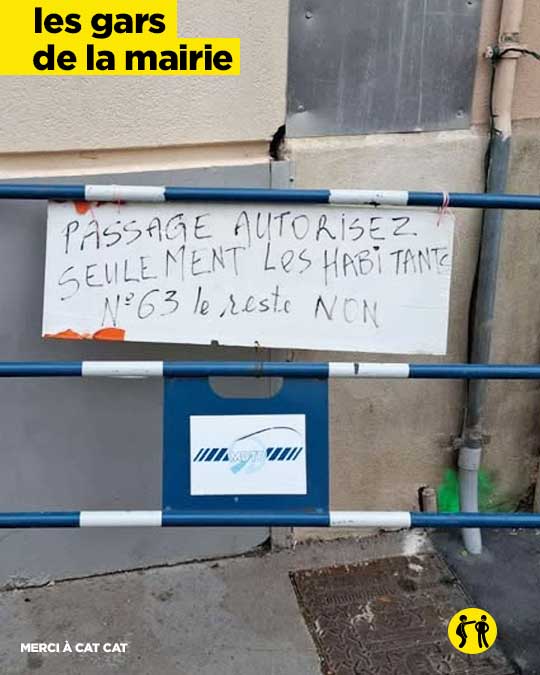 les gars
de la mairie
PASSAGE AUTORISEZ
SEULEMENT LES HABITANTS
N°63 le reste NON
MERCI À CAT CAT